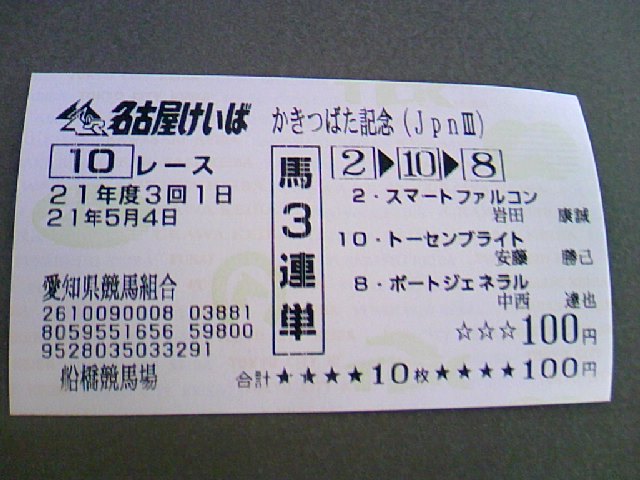 名古屋けいば かきつばた記念(JpnⅢ)
10レース
21年度3回1日
21年5月4日
愛知県競馬組合
2610090008 03881
8059551656 59800
9528035033291
船橋競馬場
馬3連単
2▶10▶8
2・スマートファルコン
岩田 康誠
10・トーセンブライト
安藤 勝己
8・ポートジェネラル
中西 達也
☆☆☆100円
合計★★★★10枚★★★★100円